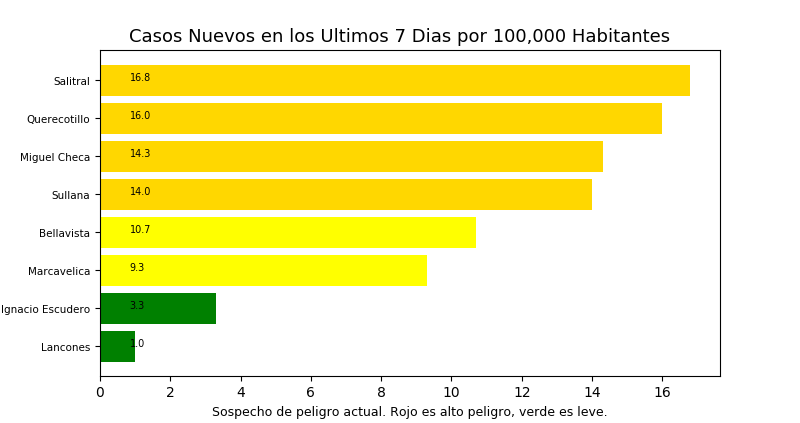 Casos Nuevos en los Ultimos 7 Dias por 100,000 Habitantes
Salitral 16.8
Querecotillo 16.0
Miguel Checa 14.3
Sullana 14.0
Bellavista 10.7
Marcavelica 9.3
Ignacio Escudero 3.3
Lancones 1.0
0 2 4 6 8 10 12 14 16
Sospecho de peligro actual. Rojo es alto peligro, verde es leve.